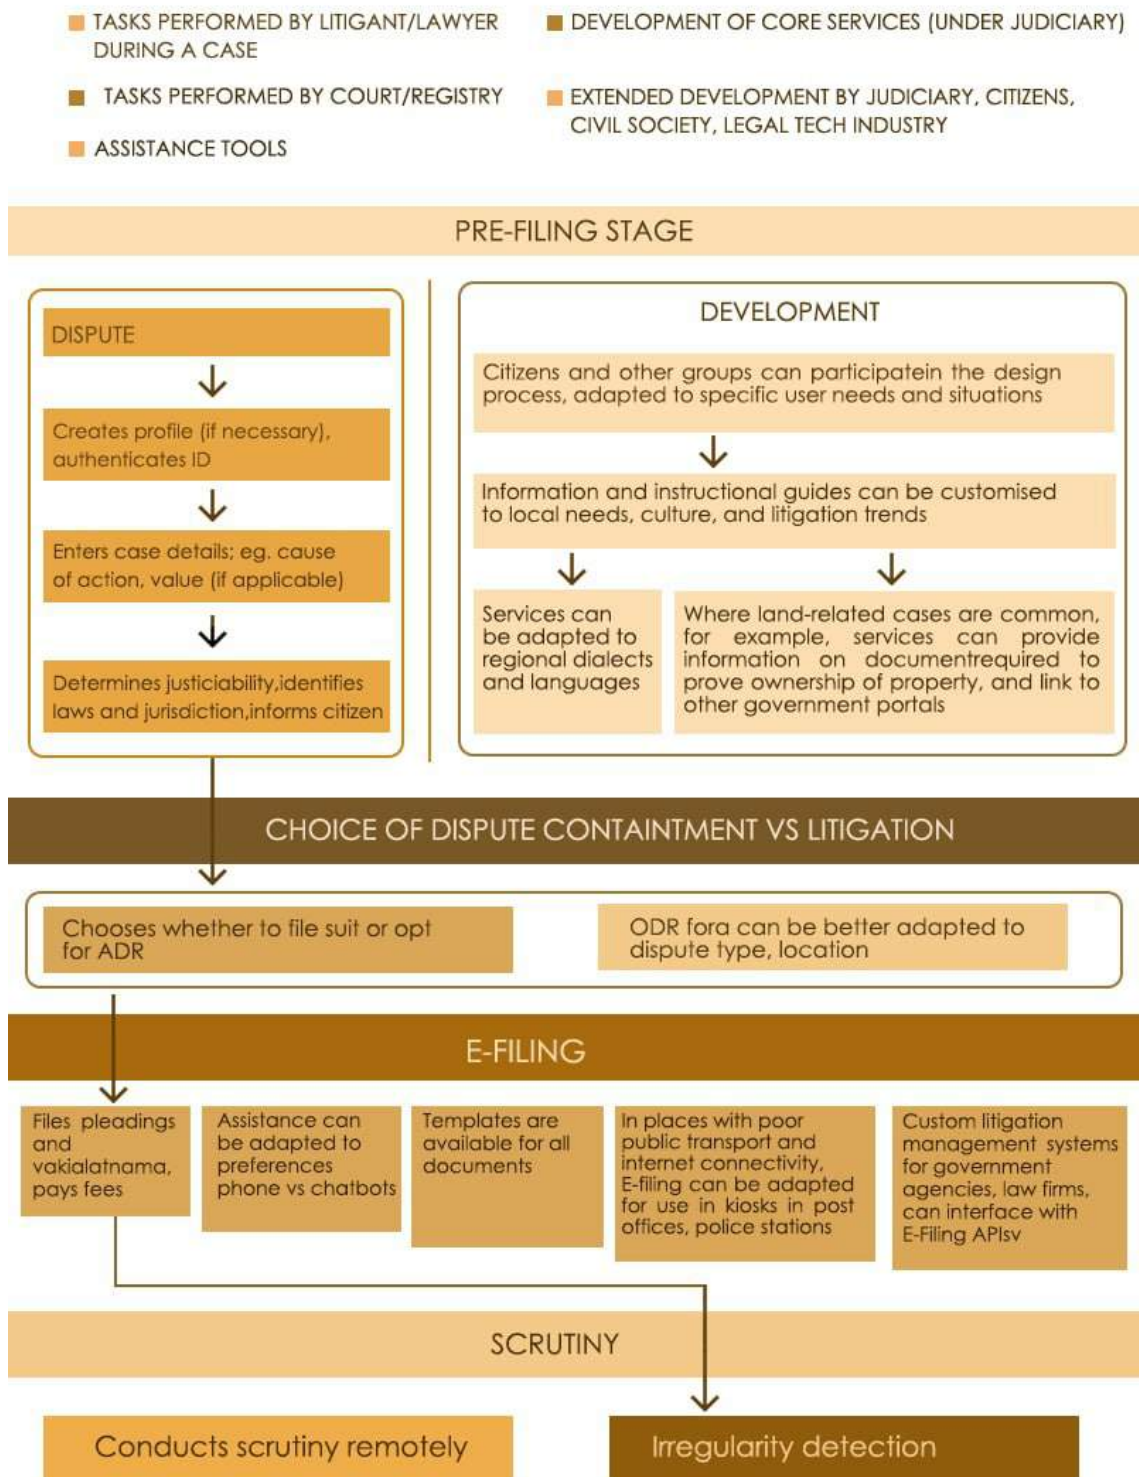 TASKS PERFORMED BY LITIGANT/LAWYER
DURING A CASE
DEVELOPMENT OF CORE SERVICES (UNDER JUDICIARY)
TASKS PERFORMED BY COURT/REGISTRY
EXTENDED DEVELOPMENT BY JUDICIARY, CITIZENS,
CIVIL SOCIETY, LEGAL TECH INDUSTRY
ASSISTANCE TOOLS
PRE-FILING STAGE
DISPUTE
Creates profile (if necessary),
authenticates ID
Enters case details; eg. cause
of action, value (if applicable)
Determines justiciability,identifies
laws and jurisdiction,informs citizen
DEVELOPMENT
Citizens and other groups can participatein the design
process, adapted to specific user needs and situations
Information and instructional guides can be customised
to local needs, culture, and litigation trends
Services can
be adapted to
regional dialects
and languages
Where land-related cases are common,
for example, services can provide
information on documentrequired to
prove ownership of property, and link to
other government portals
CHOICE OF DISPUTE CONTAINTMENT VS LITIGATION
Chooses whether to file suit or opt
for ADR
ODR fora can be better adapted to
dispute type, location
E-FILING
Files pleadings
and
vakialatnama,
pays fees
Assistance can
be adapted to
preferences
phone vs chatbots
Templates are
available for all
documents
In places with poor
public transport and
internet connectivity,
E-filing can be adapted
for use in kiosks in post
offices, police stations
Custom litigation
management systems
for government
agencies, law firms,
can interface with
E-Filing APIsv
SCRUTINY
Conducts scrutiny remotely
Irregularity detection